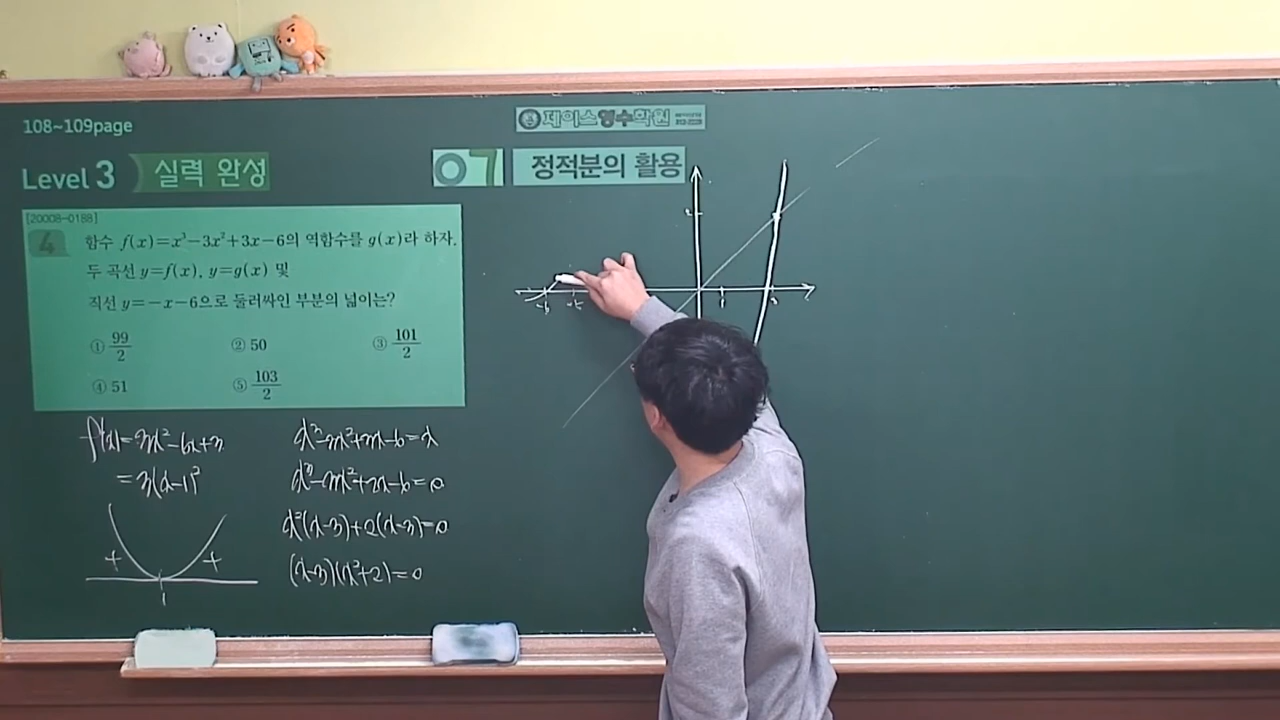 108~109page
제이스영수학원
Level 3 실력 완성
07 정적분의 활용
[20008-0188]
4 함수 f(x)=x³-3x²+3x-6의 역함수를 g(x)라 하자.
두 곡선 y=f(x), y=g(x) 및
직선 y=-x-6으로 둘러싸인 부분의 넓이는?
① 99/2 ② 50 ③ 101/2
④ 51 ⑤ 103/2
f'(x)=3x²-6x+3
=3(x-1)²
+ +
1
x³-3x²+3x-6=x
x³-3x²+2x-6=0
x²(x-3)+2(x-3)=0
(x-3)(x²+2)=0
-6 -5 1 3